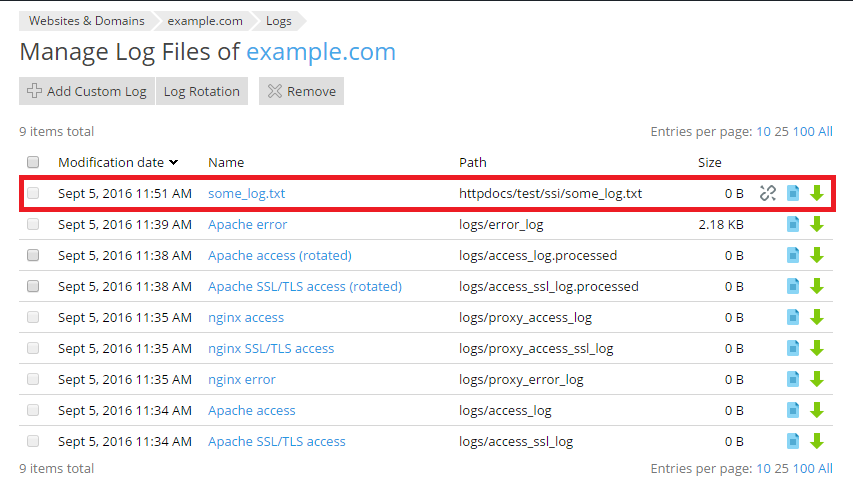 Websites & Domains example.com Logs
Manage Log Files of example.com
Add Custom Log Log Rotation Remove
9 items total Entries per page: 10 25 100 All
Modification date Name Path Size
Sept 5, 2016 11:51 AM some_log.txt httpdocs/test/ssi/some_log.txt 0 B
Sept 5, 2016 11:39 AM Apache error logs/error_log 2.18 KB
Sept 5, 2016 11:38 AM Apache access (rotated) logs/access_log.processed 0 B
Sept 5, 2016 11:38 AM Apache SSL/TLS access (rotated) logs/access_ssl_log.processed 0 B
Sept 5, 2016 11:35 AM nginx access logs/proxy_access_log 0 B
Sept 5, 2016 11:35 AM nginx SSL/TLS access logs/proxy_access_ssl_log 0 B
Sept 5, 2016 11:35 AM nginx error logs/proxy_error_log 0 B
Sept 5, 2016 11:34 AM Apache access logs/access_log 0 B
Sept 5, 2016 11:34 AM Apache SSL/TLS access logs/access_ssl_log 0 B
9 items total Entries per page: 10 25 100 All